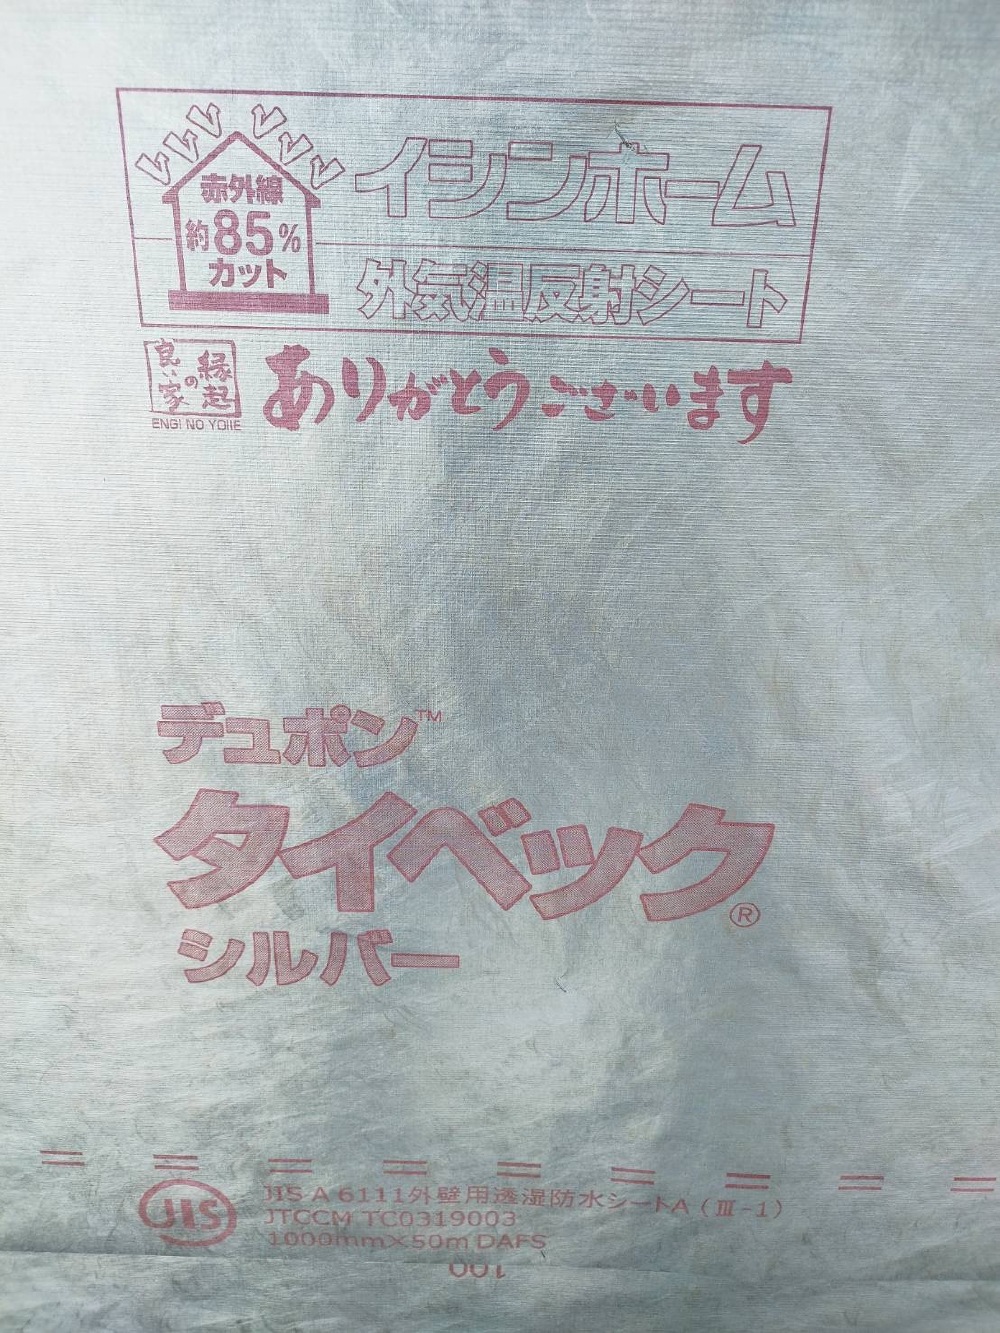 赤外線
約85%
カット
イシンホーム
外気温反射シート
良い家
の
縁起
ENGI NO YOIIE
ありがとうございます
デュポン™
タイベック®
シルバー
JIS
JIS A 6111外壁用透湿防水シートA（Ⅲ-1）
JTCCM TC0319003
1000mm×50m DAFS